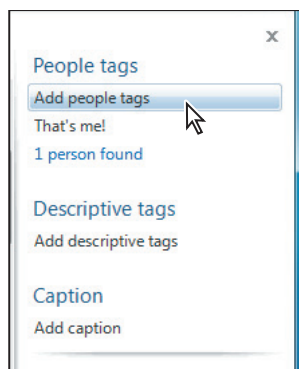 x
People tags
Add people tags
That's me!
1 person found
Descriptive tags
Add descriptive tags
Caption
Add caption